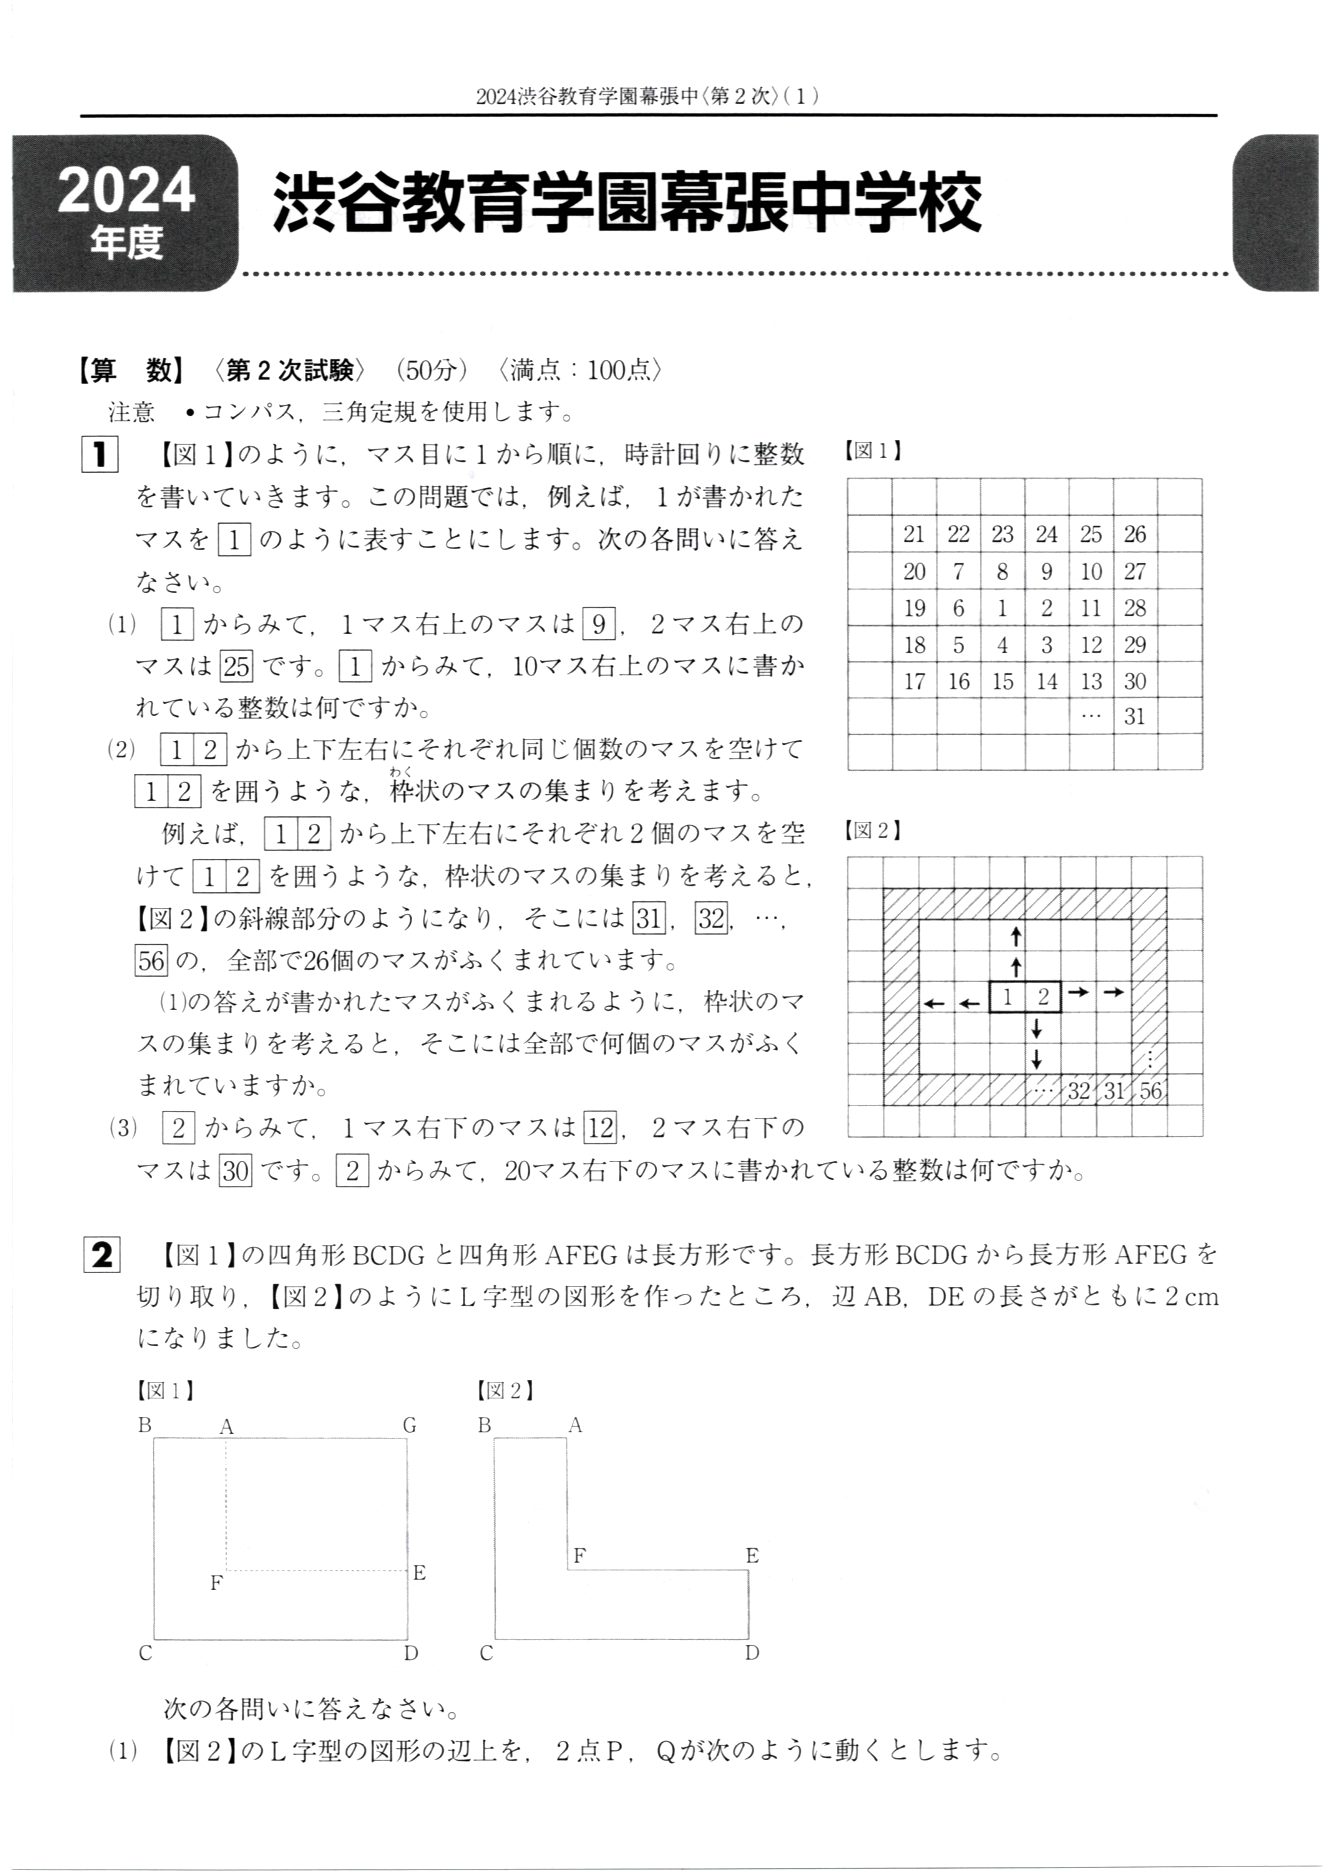 2024渋谷教育学園幕張中〈第2次〉(1)
2024
年度
渋谷教育学園幕張中学校
【算 数】〈第2次試験〉(50分)〈満点：100点〉
注意 ●コンパス，三角定規を使用します。
1 【図1】のように，マス目に1から順に，時計回りに整数
を書いていきます。この問題では，例えば，1が書かれた
マスを 1 のように表すことにします。次の各問いに答え
なさい。
(1) 1 からみて，1マス右上のマスは 9，2マス右上の
マスは 25 です。1 からみて，10マス右上のマスに書か
れている整数は何ですか。
(2) 1 2 から上下左右にそれぞれ同じ個数のマスを空けて
わく
1 2 を囲うような，枠状のマスの集まりを考えます。
例えば，1 2 から上下左右にそれぞれ2個のマスを空
けて 1 2 を囲うような，枠状のマスの集まりを考えると，
【図2】の斜線部分のようになり，そこには 31，32，…，
56 の，全部で26個のマスがふくまれています。
(1)の答えが書かれたマスがふくまれるように，枠状のマ
スの集まりを考えると，そこには全部で何個のマスがふく
まれていますか。
(3) 2 からみて，1マス右下のマスは 12，2マス右下の
マスは 30 です。2 からみて，20マス右下のマスに書かれている整数は何ですか。
【図1】
21 22 23 24 25 26
20 7 8 9 10 27
19 6 1 2 11 28
18 5 4 3 12 29
17 16 15 14 13 30
… 31
【図2】
↑
↑
← ← 1 2 → →
↓
↓ ⋮
… 32 31 56
2 【図1】の四角形BCDGと四角形AFEGは長方形です。長方形BCDGから長方形AFEGを
切り取り，【図2】のようにL字型の図形を作ったところ，辺AB，DEの長さがともに2cm
になりました。
【図1】
B A G
F E
C D
【図2】
B A
F E
C D
次の各問いに答えなさい。
(1) 【図2】のL字型の図形の辺上を，2点P，Qが次のように動くとします。